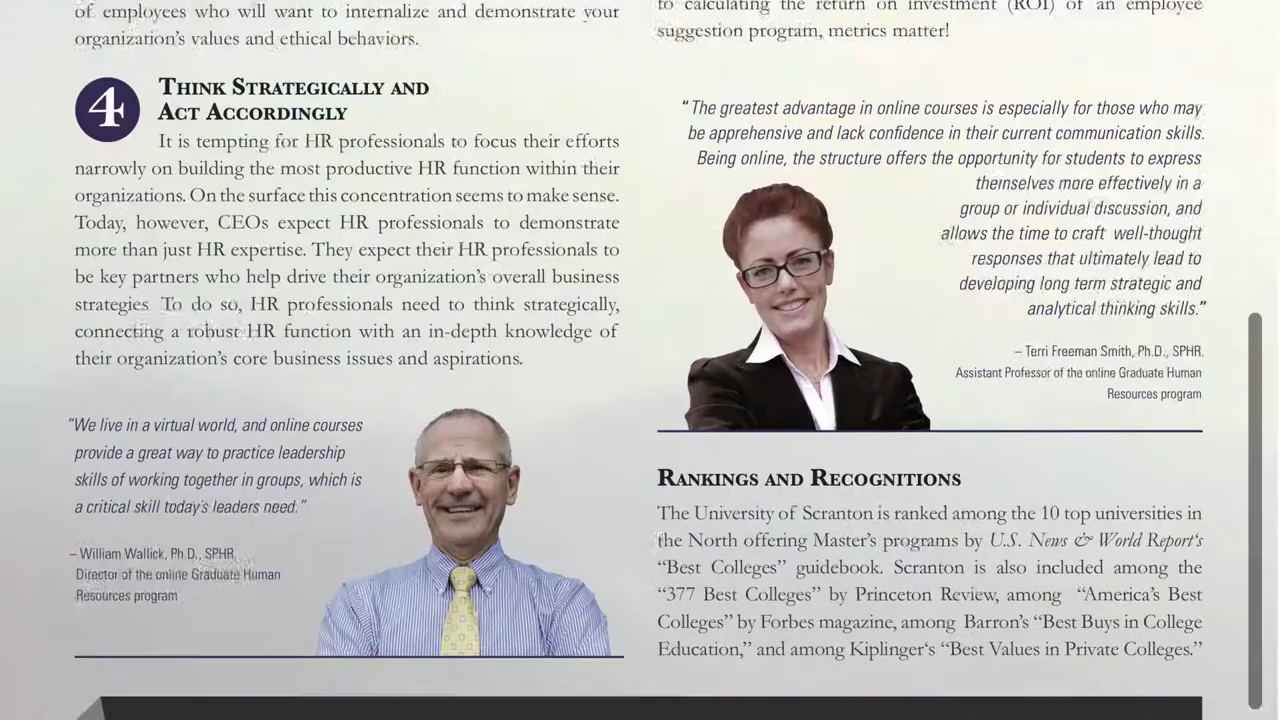 of employees who will want to internalize and demonstrate your
organization's values and ethical behaviors.
4
THINK STRATEGICALLY AND
ACT ACCORDINGLY
It is tempting for HR professionals to focus their efforts
narrowly on building the most productive HR function within their
organizations. On the surface this concentration seems to make sense.
Today, however, CEOs expect HR professionals to demonstrate
more than just HR expertise. They expect their HR professionals to
be key partners who help drive their organization's overall business
strategies To do so, HR professionals need to think strategically,
connecting a robust HR function with an in-depth knowledge of
their organization's core business issues and aspirations.
"We live in a virtual world, and online courses
provide a great way to practice leadership
skills of working together in groups, which is
a critical skill today's leaders need."
– William Wallick, Ph.D., SPHR
Director of the online Graduate Human
Resources program
to calculating the return on investment (ROI) of an employee
suggestion program, metrics matter!
"The greatest advantage in online courses is especially for those who may
be apprehensive and lack confidence in their current communication skills.
Being online, the structure offers the opportunity for students to express
themselves more effectively in a
group or individual discussion, and
allows the time to craft well-thought
responses that ultimately lead to
developing long term strategic and
analytical thinking skills."
– Terri Freeman Smith, Ph.D., SPHR.
Assistant Professor of the online Graduate Human
Resources program
RANKINGS AND RECOGNITIONS
The University of Scranton is ranked among the 10 top universities in
the North offering Master's programs by U.S. News & World Report's
"Best Colleges" guidebook. Scranton is also included among the
"377 Best Colleges" by Princeton Review, among "America's Best
Colleges" by Forbes magazine, among Barron's "Best Buys in College
Education," and among Kiplinger's "Best Values in Private Colleges."